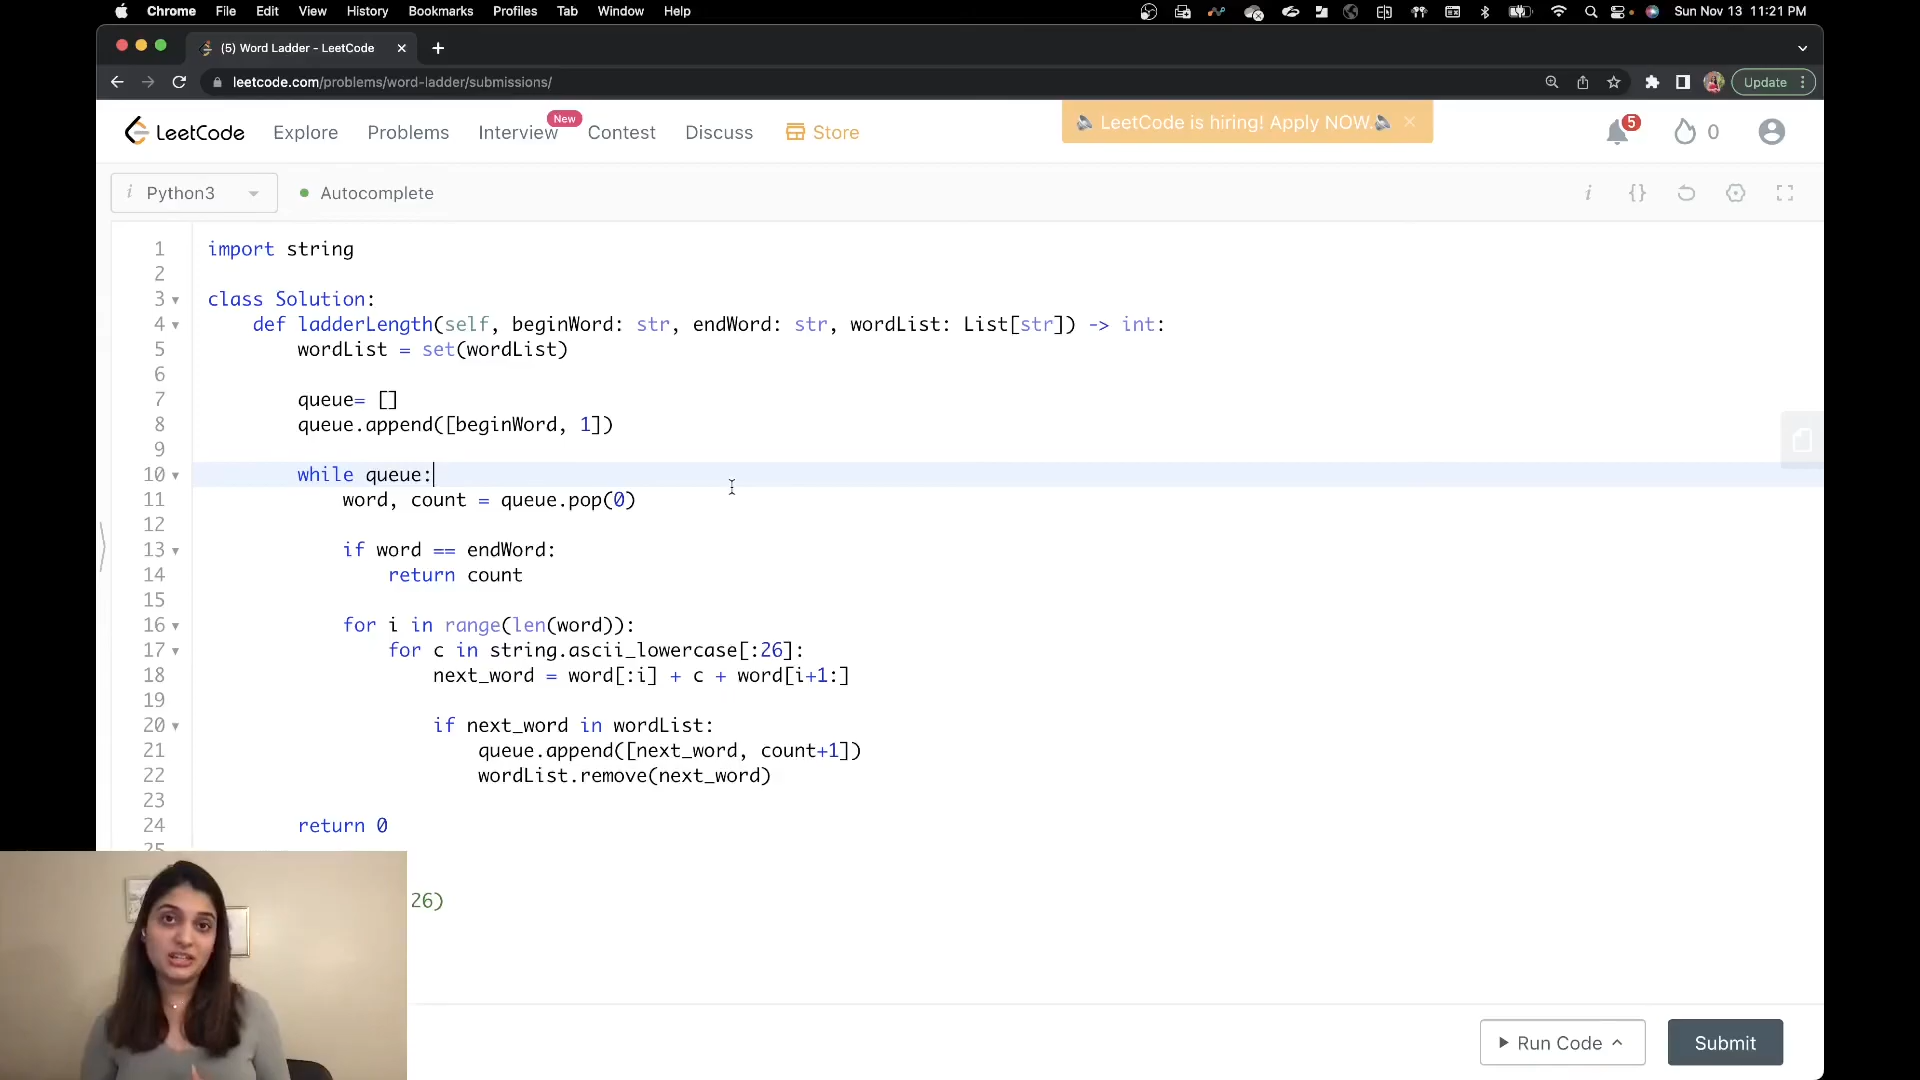 Chrome File Edit View History Bookmarks Profiles Tab Window Help
Sun Nov 13 11:21 PM
(5) Word Ladder - LeetCode
leetcode.com/problems/word-ladder/submissions/
Update
LeetCode Explore Problems Interview New Contest Discuss Store
LeetCode is hiring! Apply NOW.
5
0
i Python3
Autocomplete
1 import string
2
3 class Solution:
4 def ladderLength(self, beginWord: str, endWord: str, wordList: List[str]) -> int:
5 wordList = set(wordList)
6
7 queue= []
8 queue.append([beginWord, 1])
9
10 while queue:
11 word, count = queue.pop(0)
12
13 if word == endWord:
14 return count
15
16 for i in range(len(word)):
17 for c in string.ascii_lowercase[:26]:
18 next_word = word[:i] + c + word[i+1:]
19
20 if next_word in wordList:
21 queue.append([next_word, count+1])
22 wordList.remove(next_word)
23
24 return 0
25
26)
Run Code
Submit